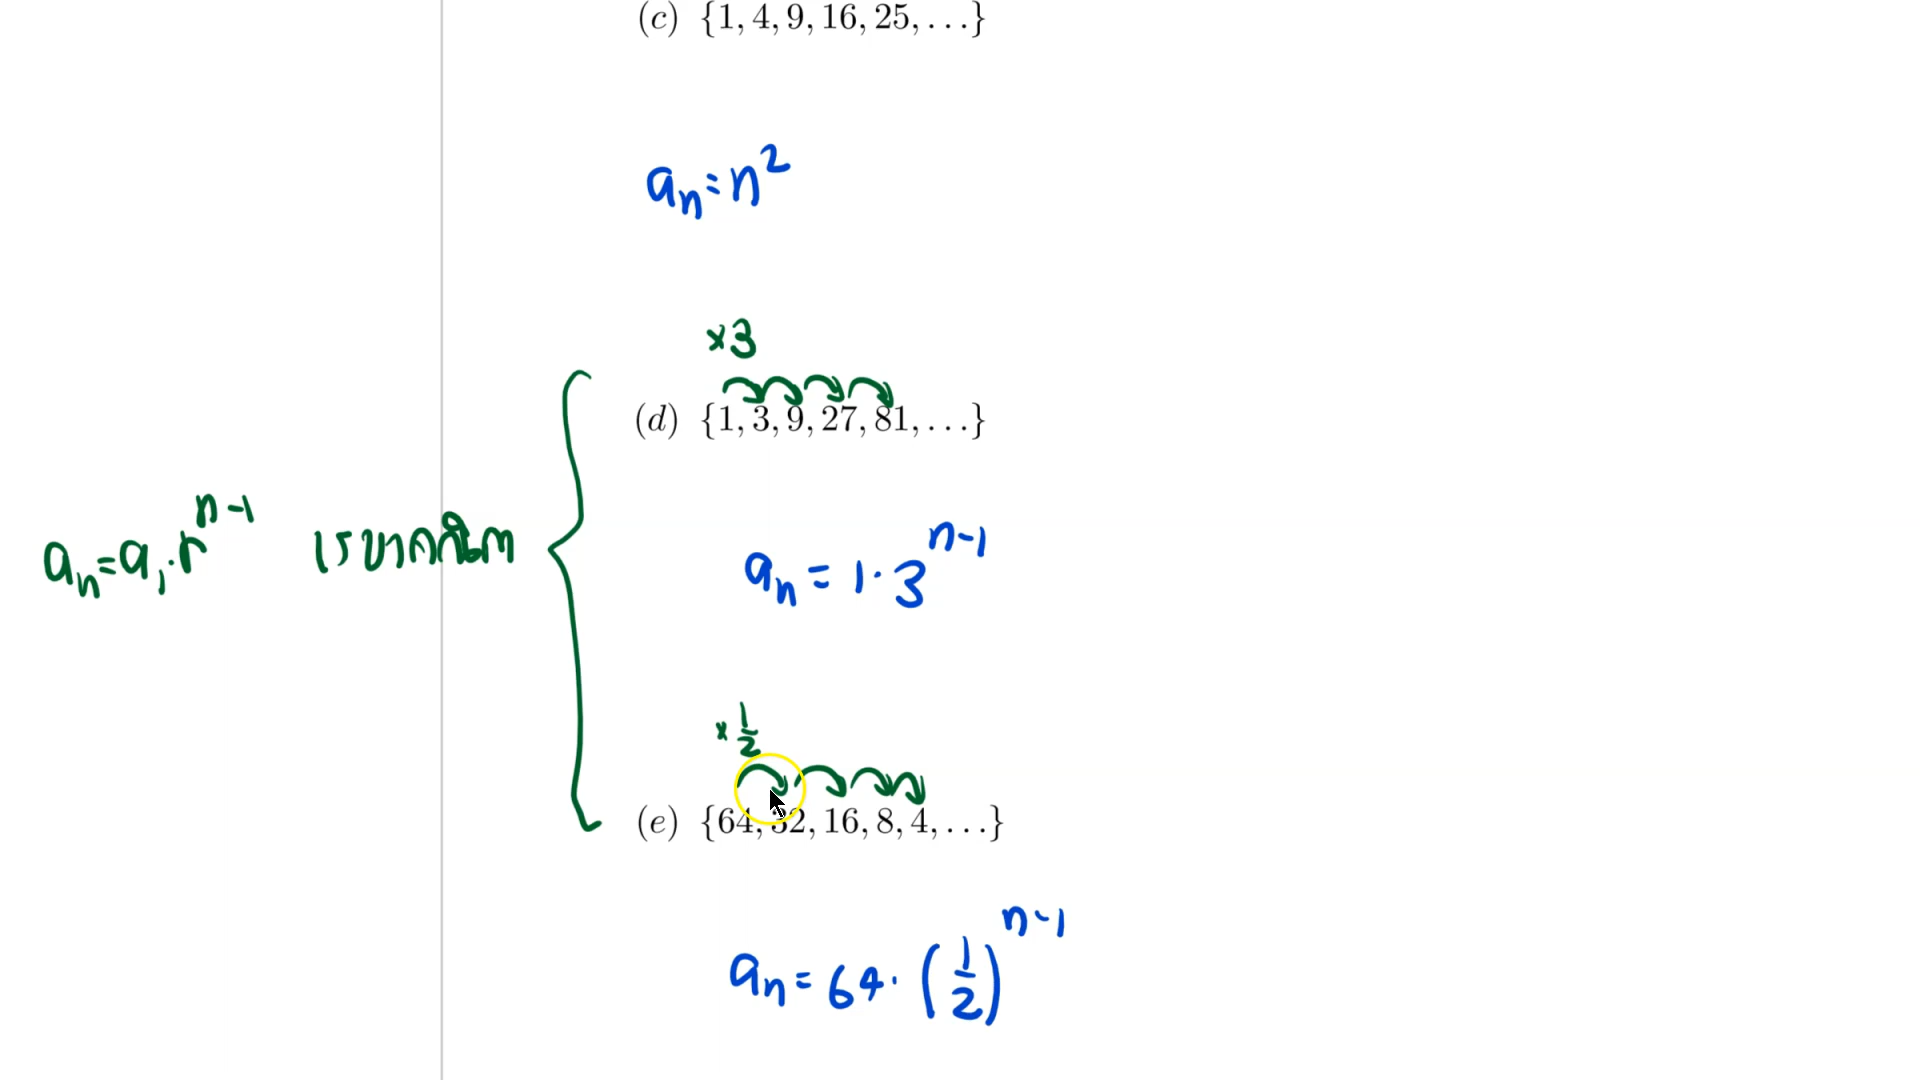 (c) {1, 4, 9, 16, 25, . . .}
aₙ = n²
×3
(d) {1, 3, 9, 27, 81, . . .}
aₙ = a₁ · rⁿ⁻¹ เรขาคณิต
aₙ = 1 · 3ⁿ⁻¹
× 1/2
(e) {64, 32, 16, 8, 4, . . .}
aₙ = 64 · (1/2)ⁿ⁻¹